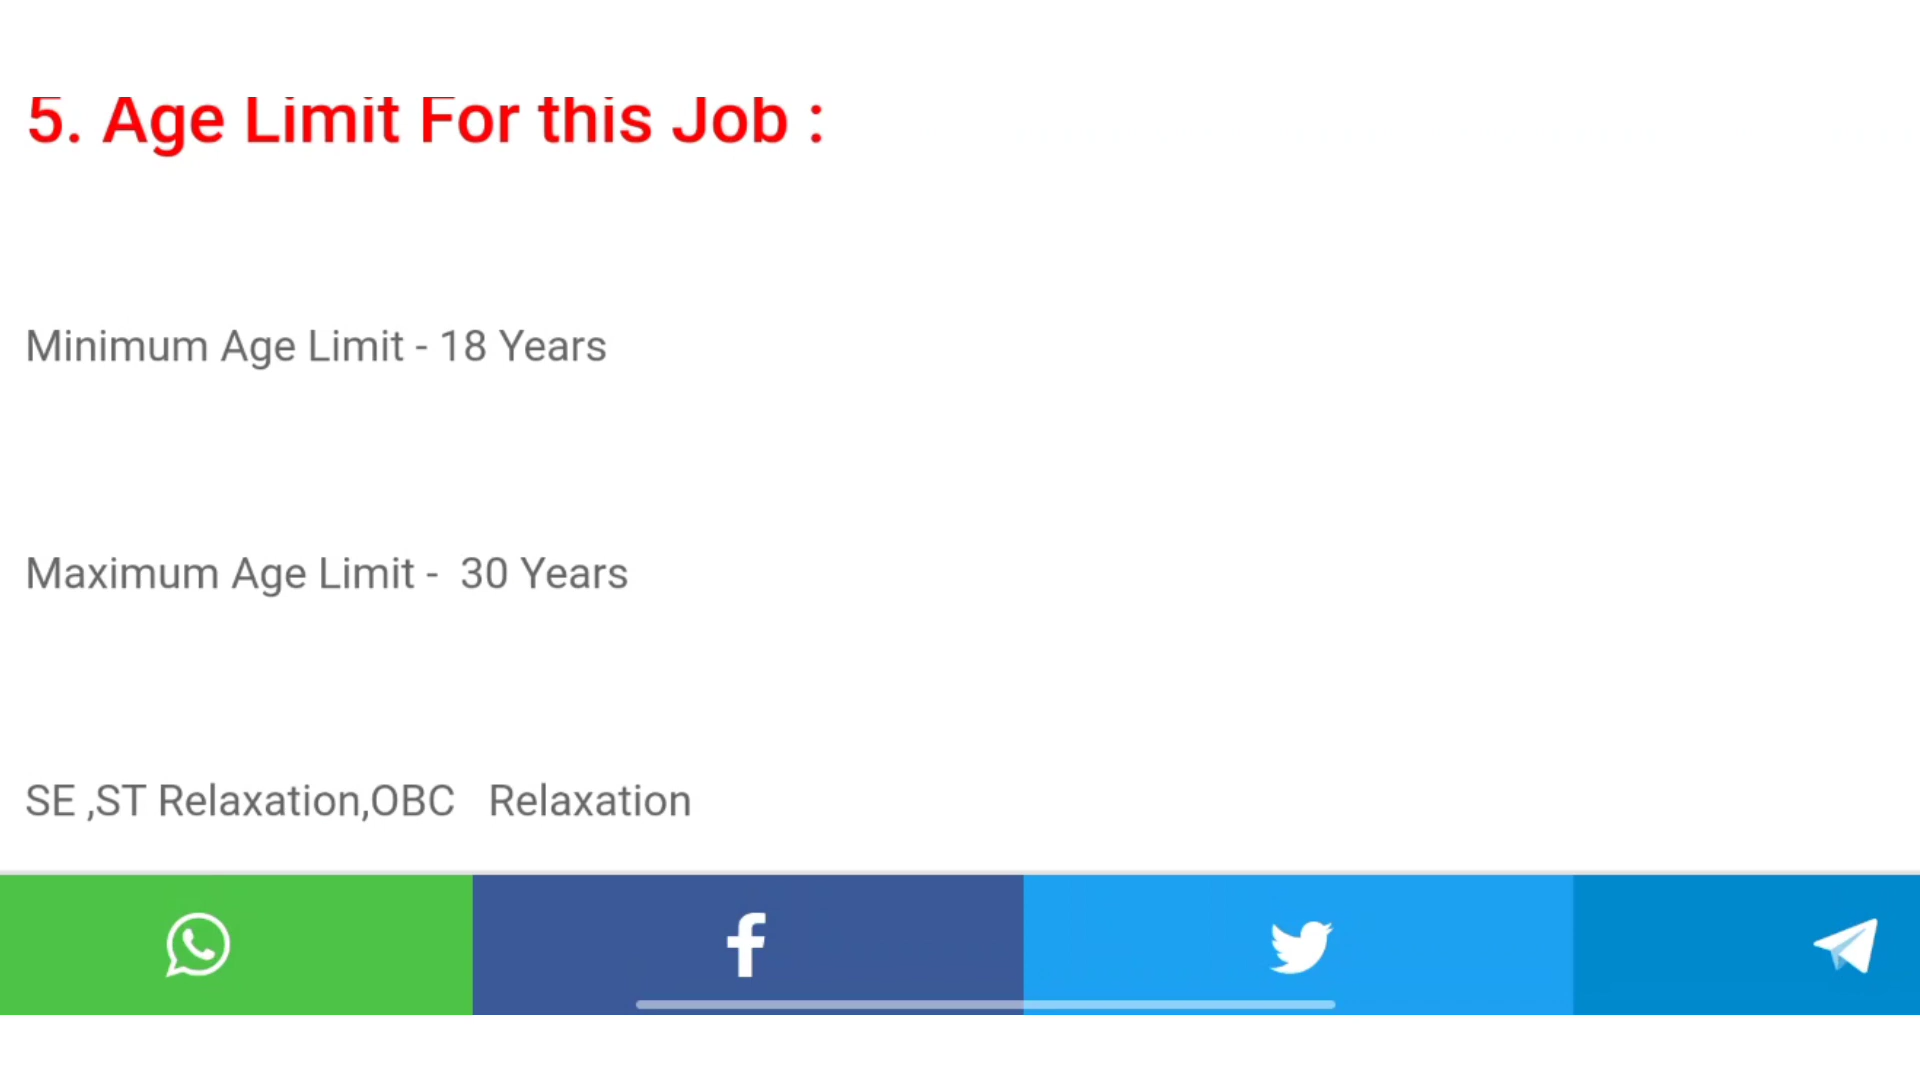 5. Age Limit For this Job :
Minimum Age Limit - 18 Years
Maximum Age Limit -  30 Years
SE ,ST Relaxation,OBC   Relaxation